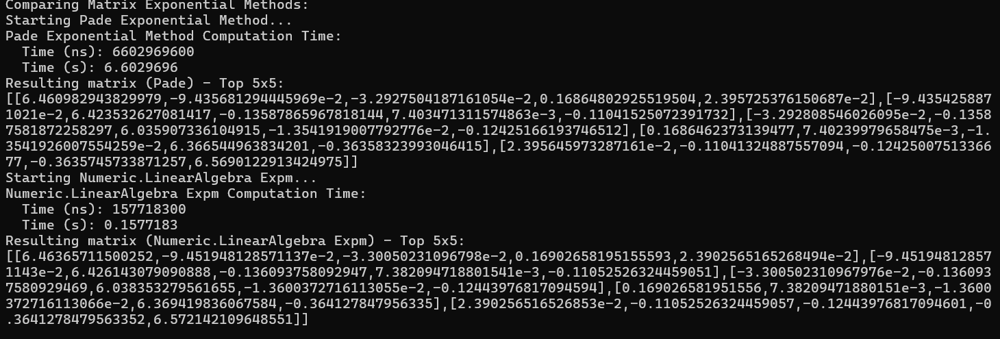 Comparing Matrix Exponential Methods:
Starting Pade Exponential Method...
Pade Exponential Method Computation Time:
  Time (ns): 6602969600
  Time (s): 6.6029696
Resulting matrix (Pade) - Top 5x5:
[[6.460982943829979,-9.435681294445969e-2,-3.2927504187161054e-2,0.16864802925519504,2.395725376150687e-2],[-9.4354258871
1021e-2,6.423532627081417,-0.13587865967818144,7.403471311574863e-3,-0.11041525072391732],[-3.292808546026095e-2,-0.1358
7581872258297,6.035907336104915,-1.3541919007792776e-2,-0.12425166193746512],[0.1686462373139477,7.40239979658475e-3,-1.
3541926007554259e-2,6.366544963834201,-0.36358323993046415],[2.395645973287161e-2,-0.11041324887557094,-0.12425007513366
77,-0.3635745733871257,6.5690122913424975]]
Starting Numeric.LinearAlgebra Expm...
Numeric.LinearAlgebra Expm Computation Time:
  Time (ns): 157718300
  Time (s): 0.1577183
Resulting matrix (Numeric.LinearAlgebra Expm) - Top 5x5:
[[6.46365711500252,-9.451948128571137e-2,-3.30050231096798e-2,0.16902658195155593,2.3902565165268494e-2],[-9.45194812857
1143e-2,6.426143079090888,-0.136093758092947,7.382094718801541e-3,-0.11052526324459051],[-3.300502310967976e-2,-0.136093
7580929469,6.038353279561655,-1.3600372716113055e-2,-0.12443976817094594],[0.169026581951556,7.38209471880151e-3,-1.3600
372716113066e-2,6.369419836067584,-0.364127847956335],[2.390256516526853e-2,-0.11052526324459057,-0.12443976817094601,-0
.3641278479563352,6.572142109648551]]